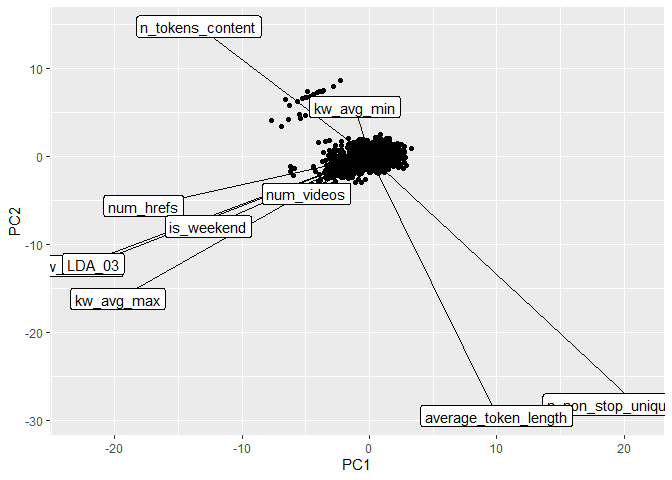 n_tokens_content
10
kw_avg_min
0
num_videos
num_hrefs
is_weekend
PC2
-10
LDA_03
kw_avg_max
-20
average_token_length
-30
-20
-10
0
10
20
PC1